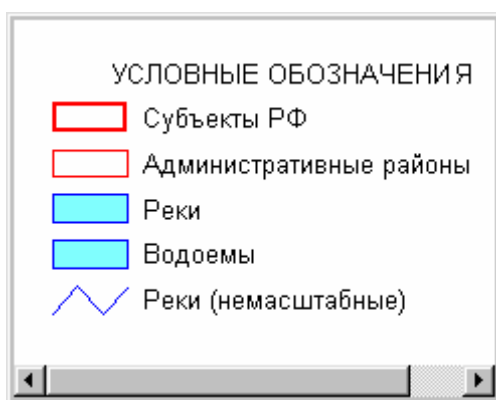 УСЛОВНЫЕ ОБОЗНАЧЕНИЯ
Субъекты РФ
Административные районы
Реки
Водоемы
Реки (немасштабные)